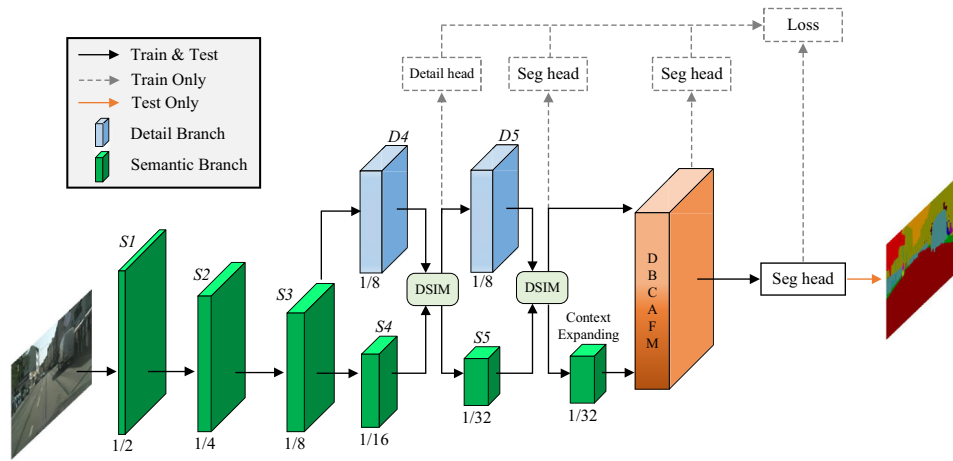 Train & Test
Train Only
Test Only
Detail Branch
Semantic Branch
Loss
Detail head
Seg head
Seg head
D4
D5
1/8
1/8
DSIM
DSIM
S1
S2
S3
S4
S5
Context
Expanding
1/2
1/4
1/8
1/16
1/32
1/32
D
B
C
A
F
M
Seg head